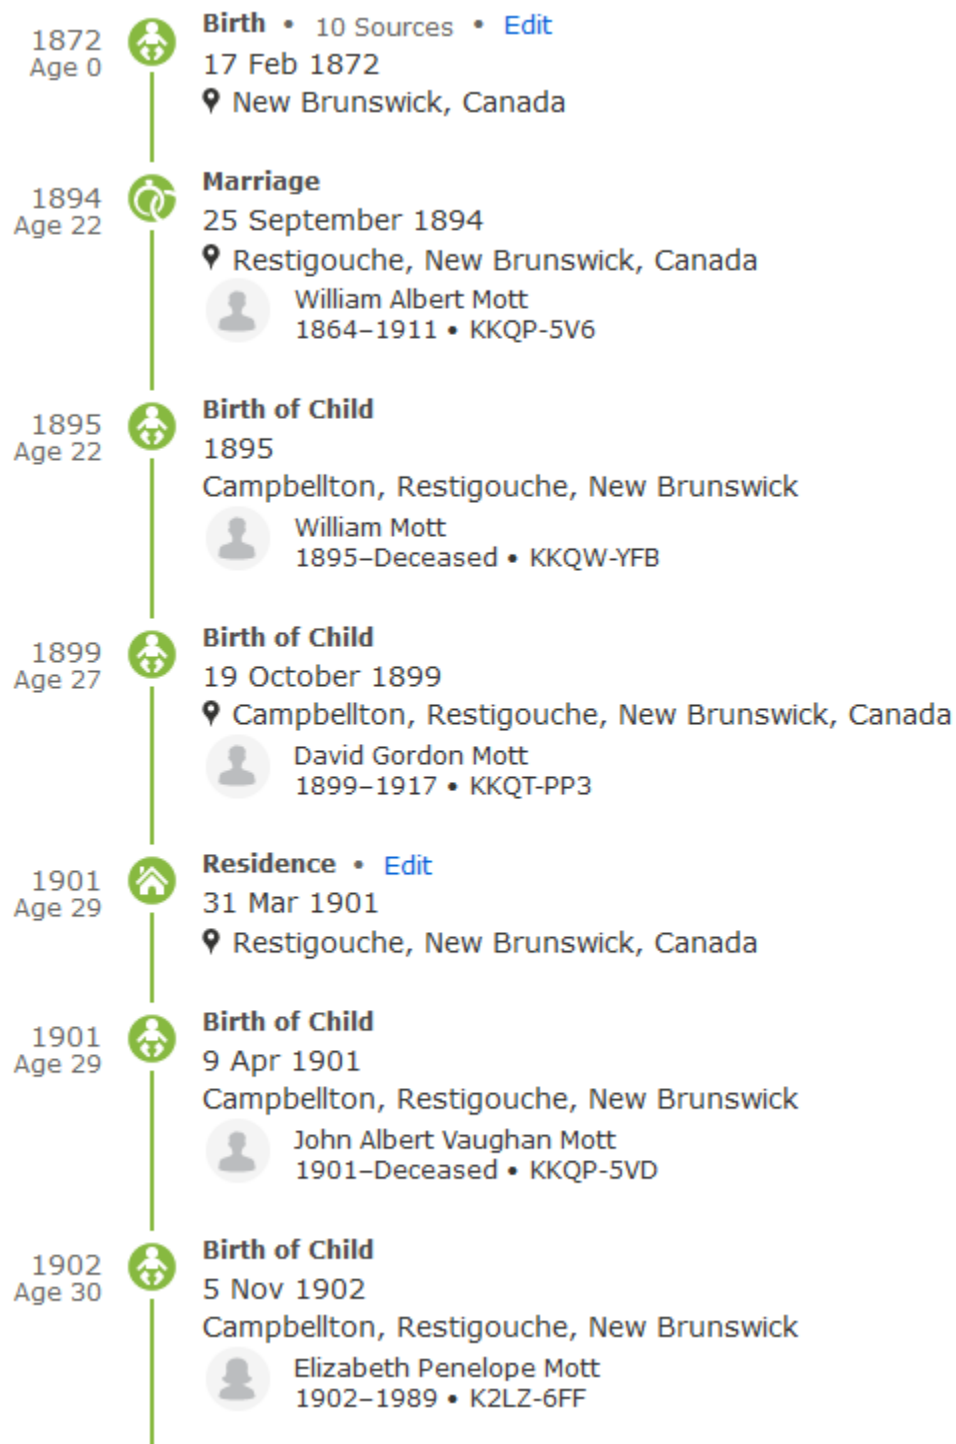 1872
Age 0
Birth • 10 Sources • Edit
17 Feb 1872
New Brunswick, Canada
1894
Age 22
Marriage
25 September 1894
Restigouche, New Brunswick, Canada
William Albert Mott
1864–1911 • KKQP-5V6
1895
Age 22
Birth of Child
1895
Campbellton, Restigouche, New Brunswick
William Mott
1895–Deceased • KKQW-YFB
1899
Age 27
Birth of Child
19 October 1899
Campbellton, Restigouche, New Brunswick, Canada
David Gordon Mott
1899–1917 • KKQT-PP3
1901
Age 29
Residence • Edit
31 Mar 1901
Restigouche, New Brunswick, Canada
1901
Age 29
Birth of Child
9 Apr 1901
Campbellton, Restigouche, New Brunswick
John Albert Vaughan Mott
1901–Deceased • KKQP-5VD
1902
Age 30
Birth of Child
5 Nov 1902
Campbellton, Restigouche, New Brunswick
Elizabeth Penelope Mott
1902–1989 • K2LZ-6FF